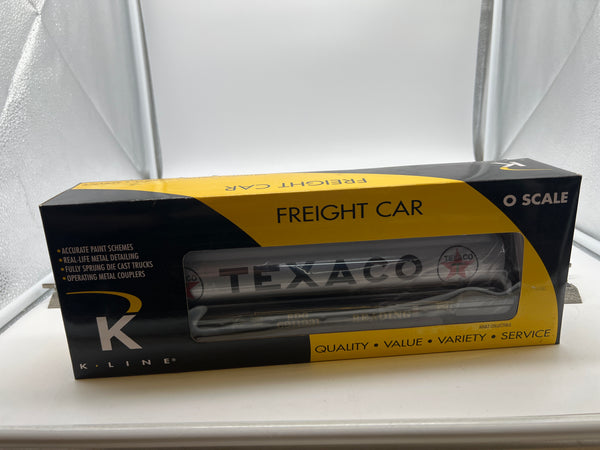 FREIGHT CAR
FREIGHT CAR
O SCALE
• ACCURATE PAINT SCHEMES
• REAL-LIFE METAL DETAILING
• FULLY SPRUNG DIE CAST TRUCKS
• OPERATING METAL COUPLERS
TEXACO
TEXACO
READING
K
K·LINE®
QUALITY • VALUE • VARIETY • SERVICE